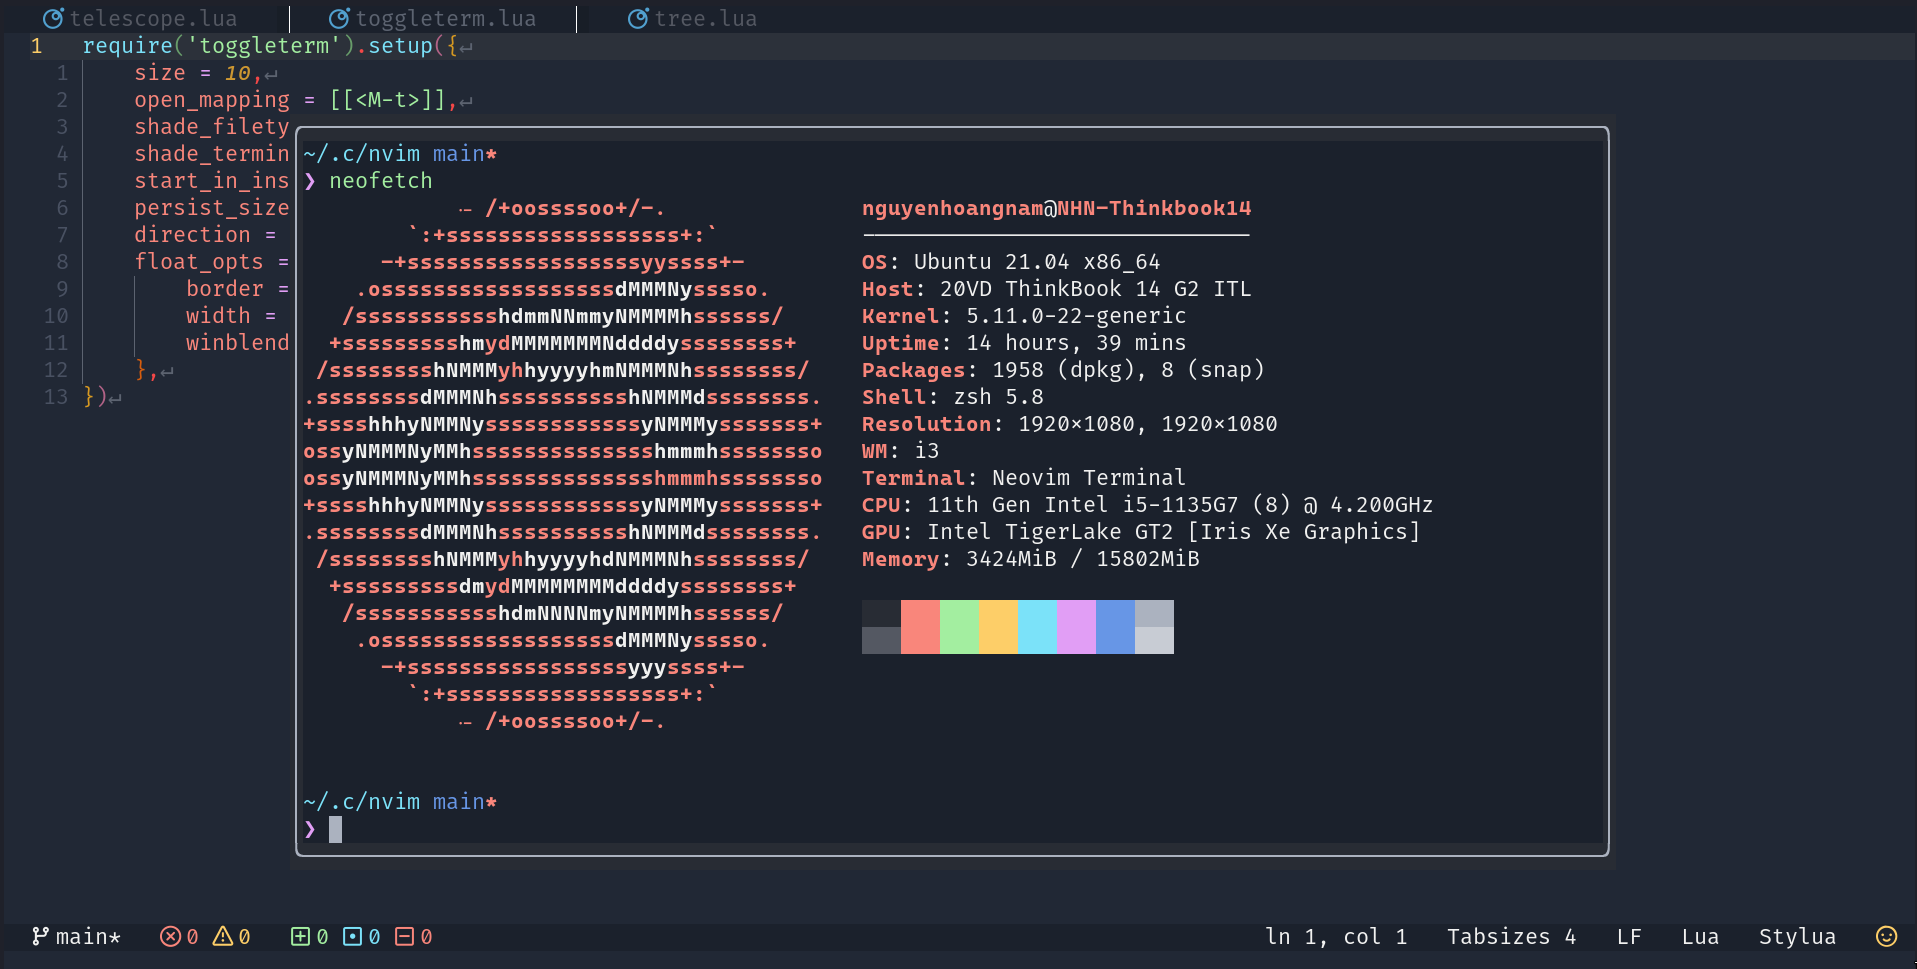 telescope.lua toggleterm.lua tree.lua
1 require('toggleterm').setup({↵
1 size = 10,↵
2 open_mapping = [[<M-t>]],↵
3 shade_filety
4 shade_termin
5 start_in_ins
6 persist_size
7 direction =
8 float_opts =
9 border =
10 width =
11 winblend
12 },↵
13 })↵
~/.c/nvim main*
❯ neofetch
.- /+oossssoo+/-.
`:+ssssssssssssssssss+:`
-+ssssssssssssssssssyyssss+-
.ossssssssssssssssssdMMMNysssso.
/ssssssssssshdmmNNmmyNMMMMhssssss/
+ssssssssshmydMMMMMMMNddddyssssssss+
/sssssssshNMMMyhhyyyyhmNMMMNhssssssss/
.ssssssssdMMMNhsssssssssshNMMMdssssssss.
+sssshhhyNMMNyssssssssssssyNMMMysssssss+
ossyNMMMNyMMhsssssssssssssshmmmhssssssso
ossyNMMMNyMMhsssssssssssssshmmmhssssssso
+sssshhhyNMMNyssssssssssssyNMMMysssssss+
.ssssssssdMMMNhsssssssssshNMMMdssssssss.
/sssssssshNMMMyhhyyyyhdNMMMNhssssssss/
+sssssssssdmydMMMMMMMMddddyssssssss+
/ssssssssssshdmNNNNmyNMMMMhssssss/
.ossssssssssssssssssdMMMNysssso.
-+sssssssssssssssssyyyssss+-
`:+ssssssssssssssssss+:`
.- /+oossssoo+/-.
nguyenhoangnam@NHN-Thinkbook14
------------------------------
OS: Ubuntu 21.04 x86_64
Host: 20VD ThinkBook 14 G2 ITL
Kernel: 5.11.0-22-generic
Uptime: 14 hours, 39 mins
Packages: 1958 (dpkg), 8 (snap)
Shell: zsh 5.8
Resolution: 1920×1080, 1920×1080
WM: i3
Terminal: Neovim Terminal
CPU: 11th Gen Intel i5-1135G7 (8) @ 4.200GHz
GPU: Intel TigerLake GT2 [Iris Xe Graphics]
Memory: 3424MiB / 15802MiB
~/.c/nvim main*
❯
main* 0 0 0 0 0 ln 1, col 1 Tabsizes 4 LF Lua Stylua